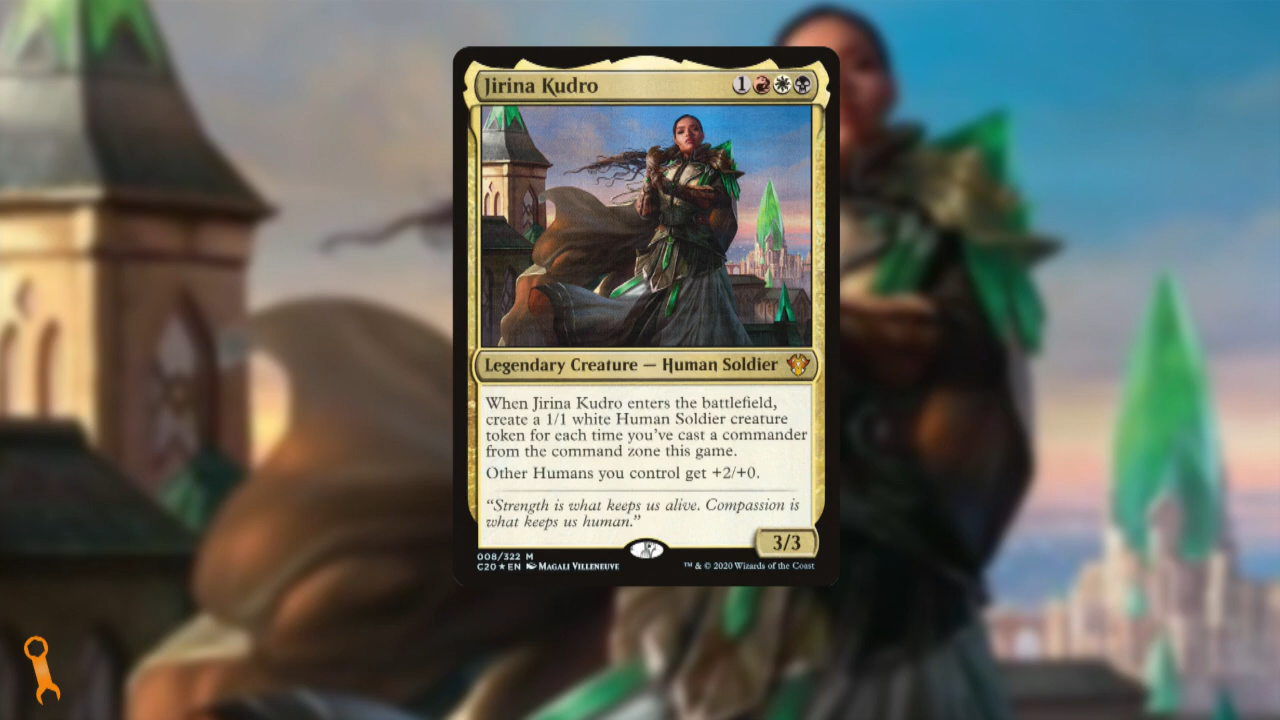 Jirina Kudro 1
Legendary Creature — Human Soldier
When Jirina Kudro enters the battlefield,
create a 1/1 white Human Soldier creature
token for each time you've cast a commander
from the command zone this game.
Other Humans you control get +2/+0.
“Strength is what keeps us alive. Compassion is
what keeps us human.”
3/3
008/322 M
C20 ★ EN Magali Villeneuve ™ & © 2020 Wizards of the Coast